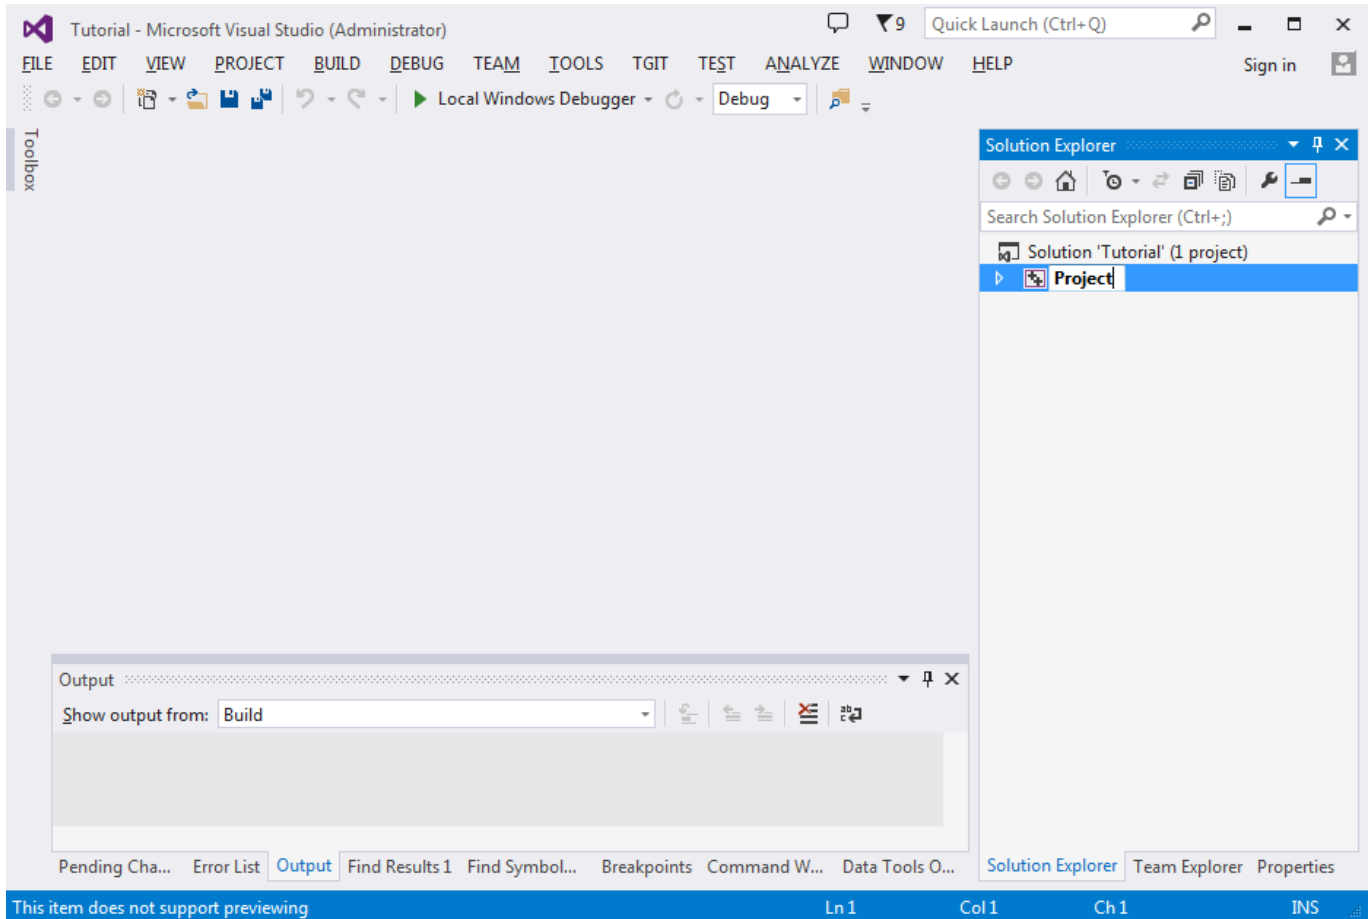 Tutorial - Microsoft Visual Studio (Administrator)
9
Quick Launch (Ctrl+Q)
FILE EDIT VIEW PROJECT BUILD DEBUG TEAM TOOLS TGIT TEST ANALYZE WINDOW HELP
Sign in
Local Windows Debugger
Debug
Toolbox
Solution Explorer
Search Solution Explorer (Ctrl+;)
Solution 'Tutorial' (1 project)
Project
Output
Show output from: Build
Pending Cha... Error List Output Find Results 1 Find Symbol... Breakpoints Command W... Data Tools O...
Solution Explorer Team Explorer Properties
This item does not support previewing
Ln 1 Col 1 Ch 1 INS